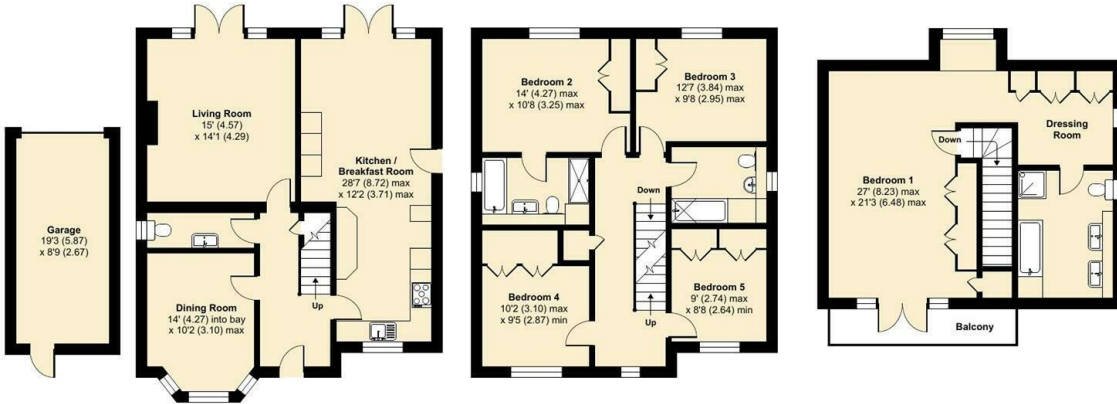 Garage
19'3 (5.87)
x 8'9 (2.67)
Living Room
15' (4.57)
x 14'1 (4.29)
Kitchen /
Breakfast Room
28'7 (8.72) max
x 12'2 (3.71) max
Dining Room
14' (4.27) into bay
x 10'2 (3.10) max
Up
Bedroom 2
14' (4.27) max
x 10'8 (3.25) max
Bedroom 3
12'7 (3.84) max
x 9'8 (2.95) max
Down
Bedroom 4
10'2 (3.10) max
x 9'5 (2.87) min
Bedroom 5
9' (2.74) max
x 8'8 (2.64) min
Up
Down
Dressing
Room
Bedroom 1
27' (8.23) max
x 21'3 (6.48) max
Balcony